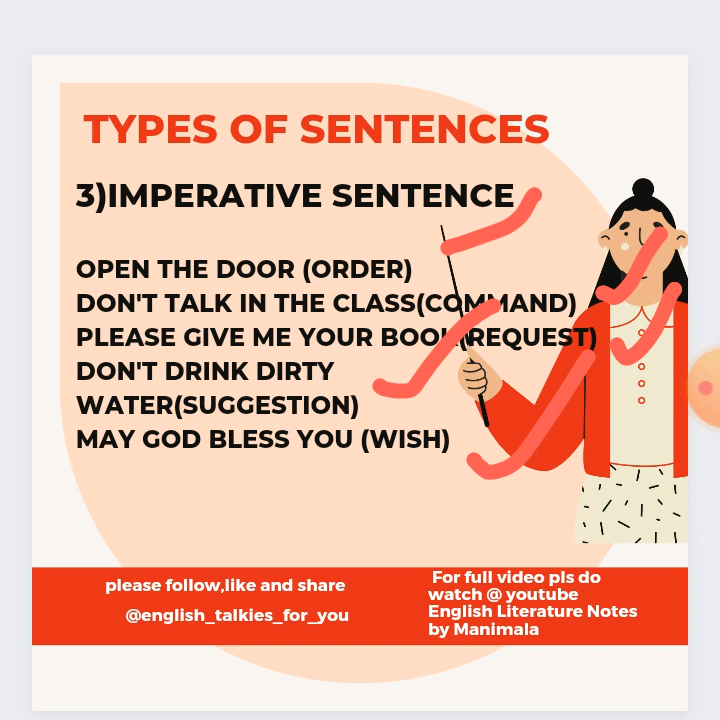 TYPES OF SENTENCES
3)IMPERATIVE SENTENCE
OPEN THE DOOR (ORDER)
DON'T TALK IN THE CLASS(COMMAND)
PLEASE GIVE ME YOUR BOOK(REQUEST)
DON'T DRINK DIRTY
WATER(SUGGESTION)
MAY GOD BLESS YOU (WISH)
please follow,like and share
@english_talkies_for_you
For full video pls do
watch @ youtube
English Literature Notes
by Manimala